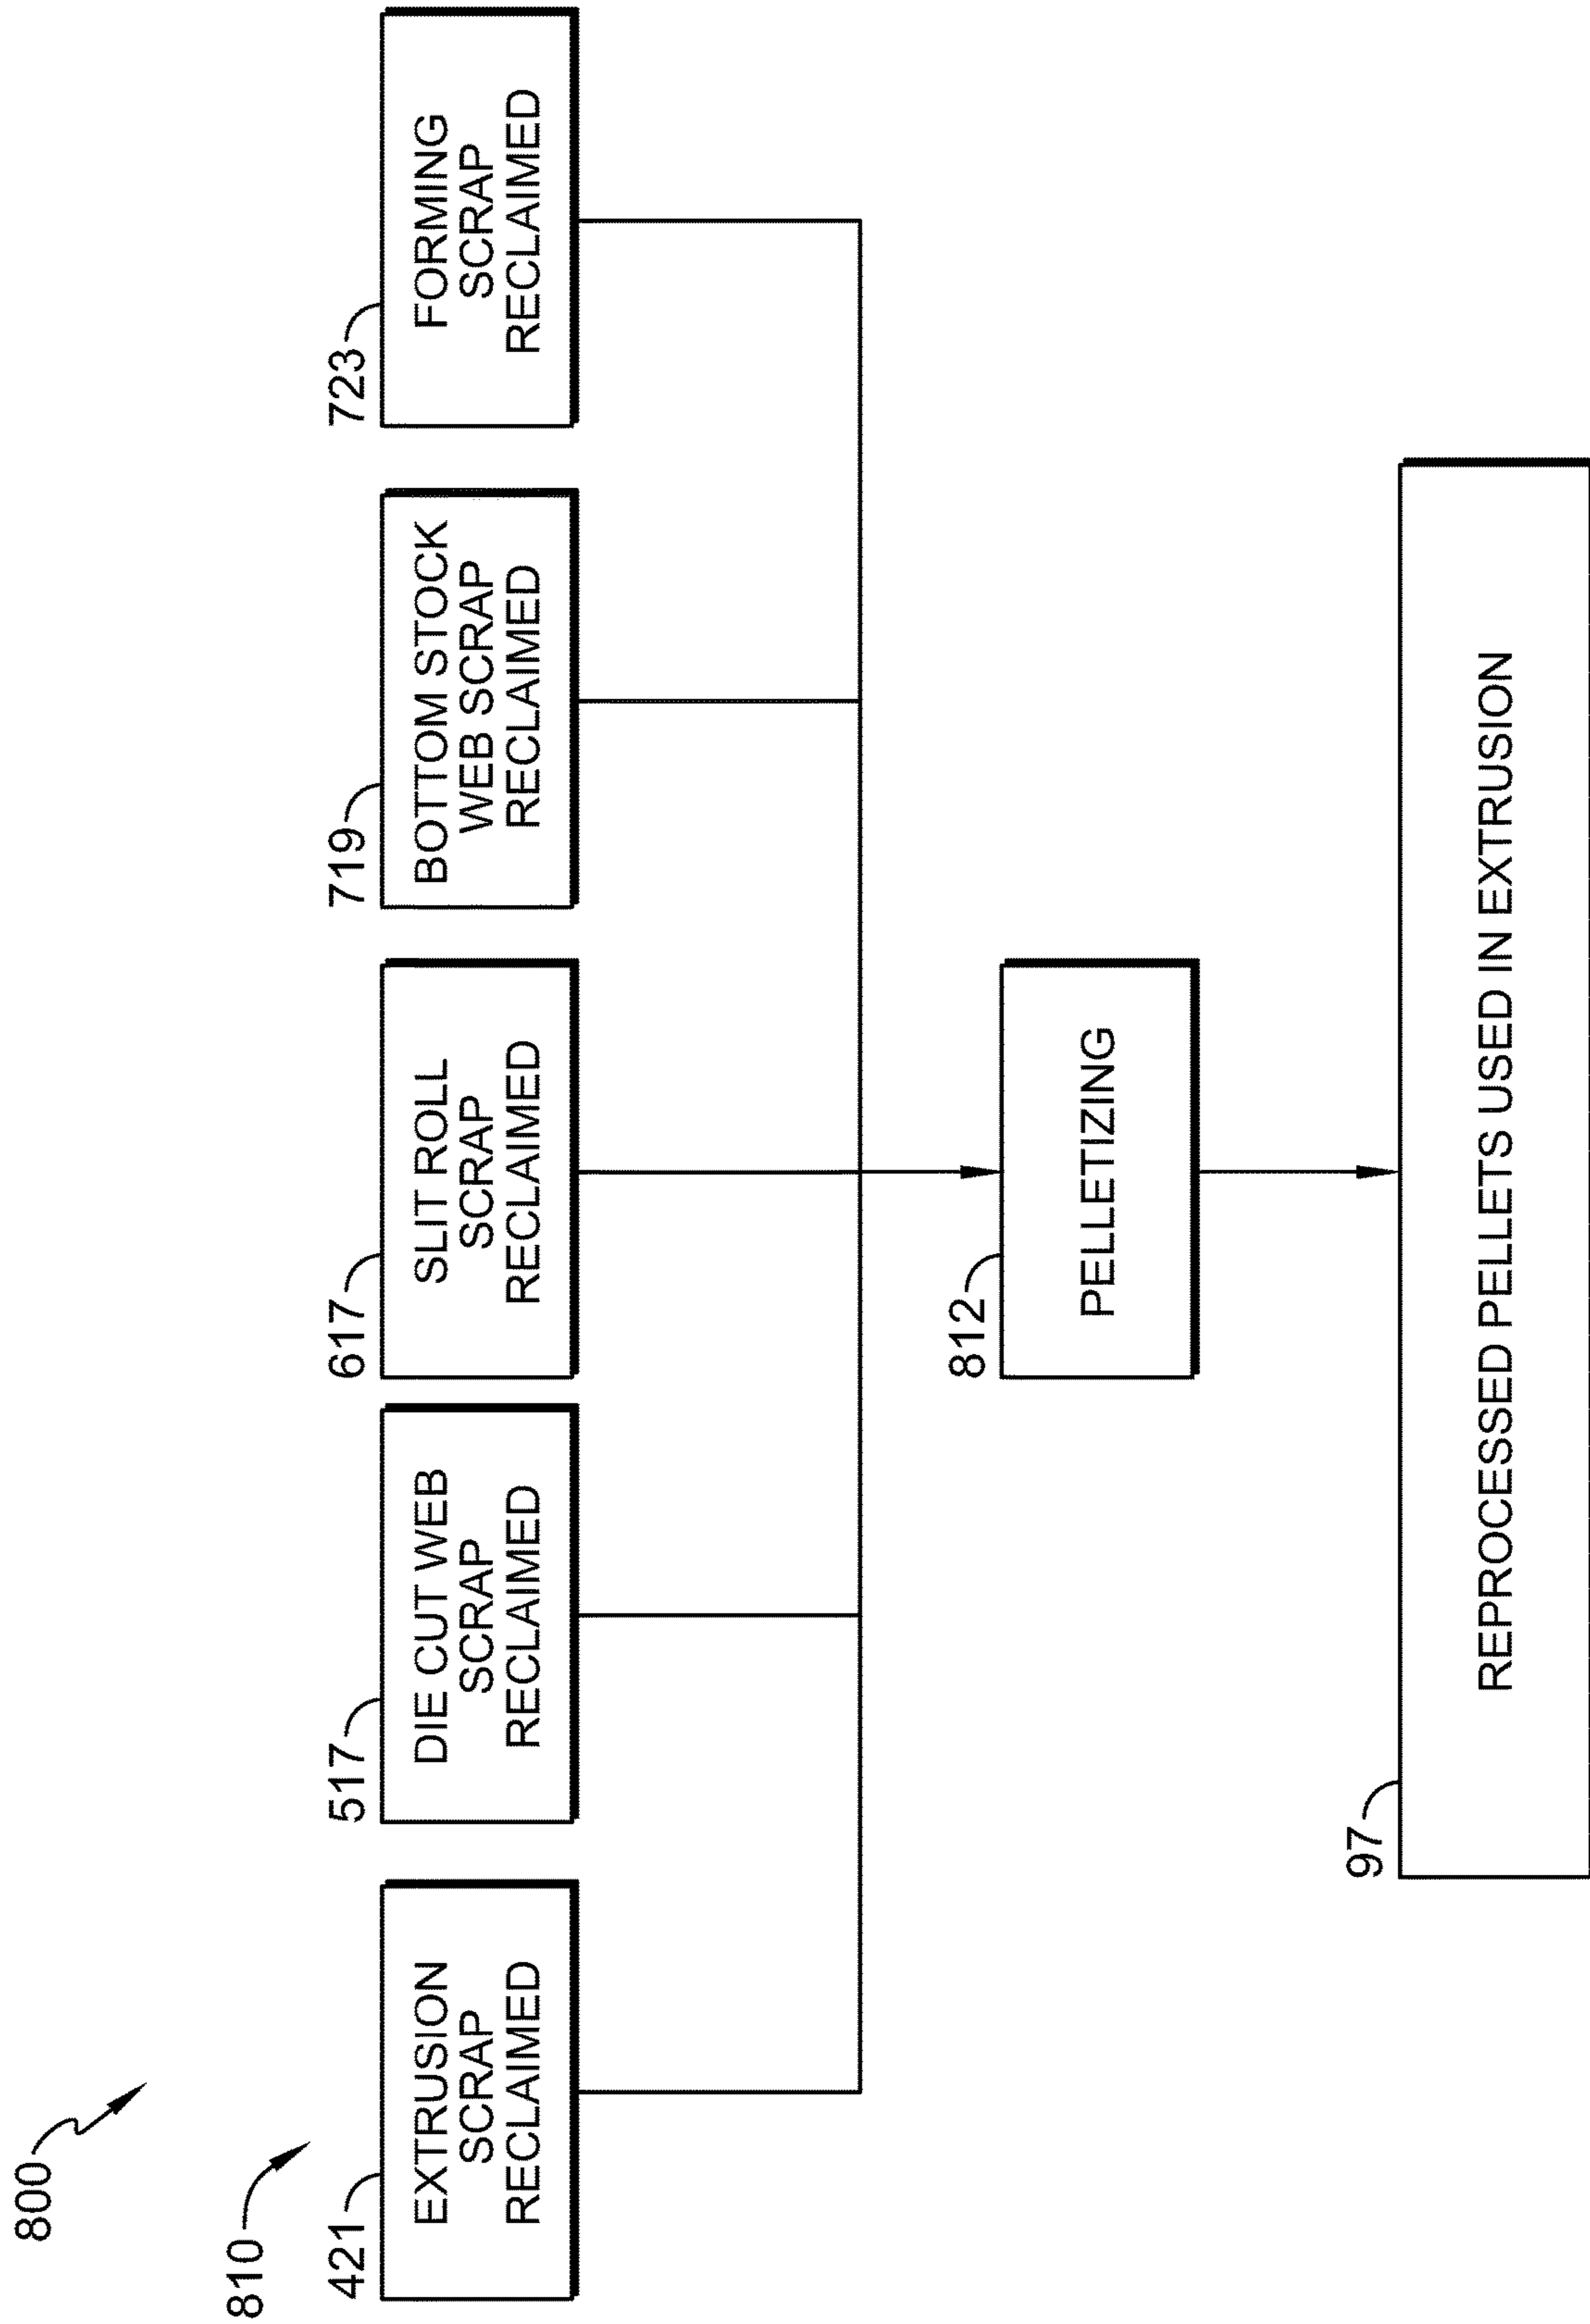 800
810
421
EXTRUSION
SCRAP
RECLAIMED
517
DIE CUT WEB
SCRAP
RECLAIMED
617
SLIT ROLL
SCRAP
RECLAIMED
719
BOTTOM STOCK
WEB SCRAP
RECLAIMED
723
FORMING
SCRAP
RECLAIMED
812
PELLETIZING
97
REPROCESSED PELLETS USED IN EXTRUSION